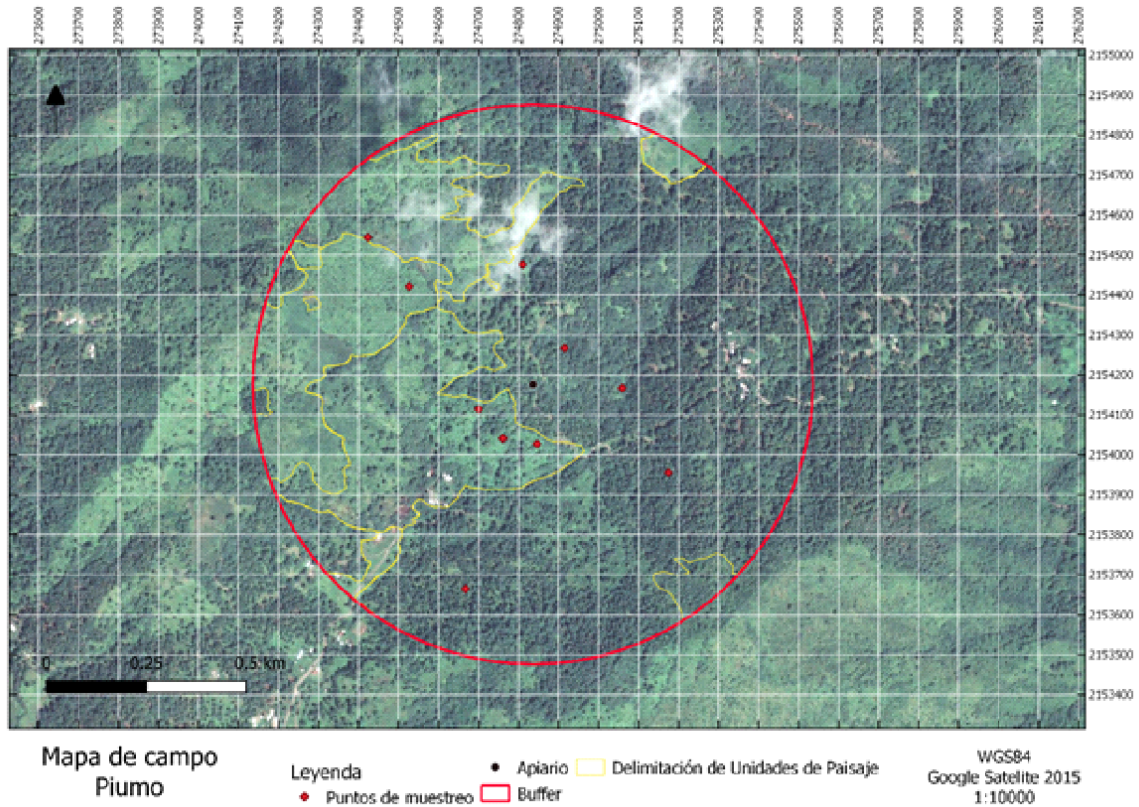 273600 273700 273800 273900 274000 274100 274200 274300 274400 274500 274600 274700 274800 274900 275000 275100 275200 275300 275400 275500 275600 275700 275800 275900 276000 276100 276200
2155000
2154900
2154800
2154700
2154600
2154500
2154400
2154300
2154200
2154100
2154000
2153900
2153800
2153700
2153600
2153500
2153400
0 0.25 0.5 km
Mapa de campo
Piumo
Leyenda
Puntos de muestreo
Apiario
Buffer
Delimitación de Unidades de Paisaje
WGS84
Google Satelite 2015
1:10000